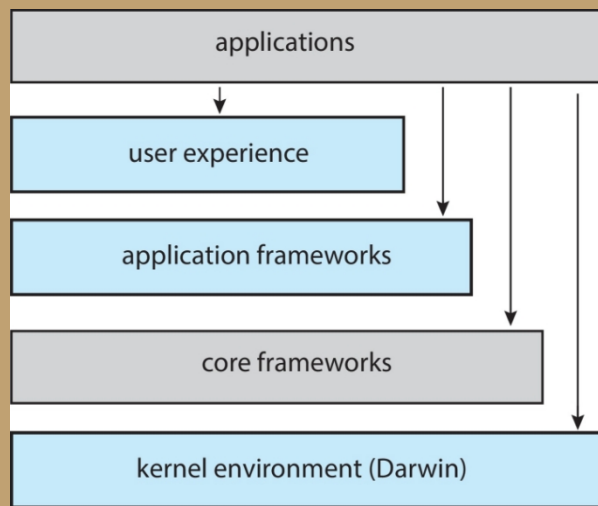 applications
user experience
application frameworks
core frameworks
kernel environment (Darwin)